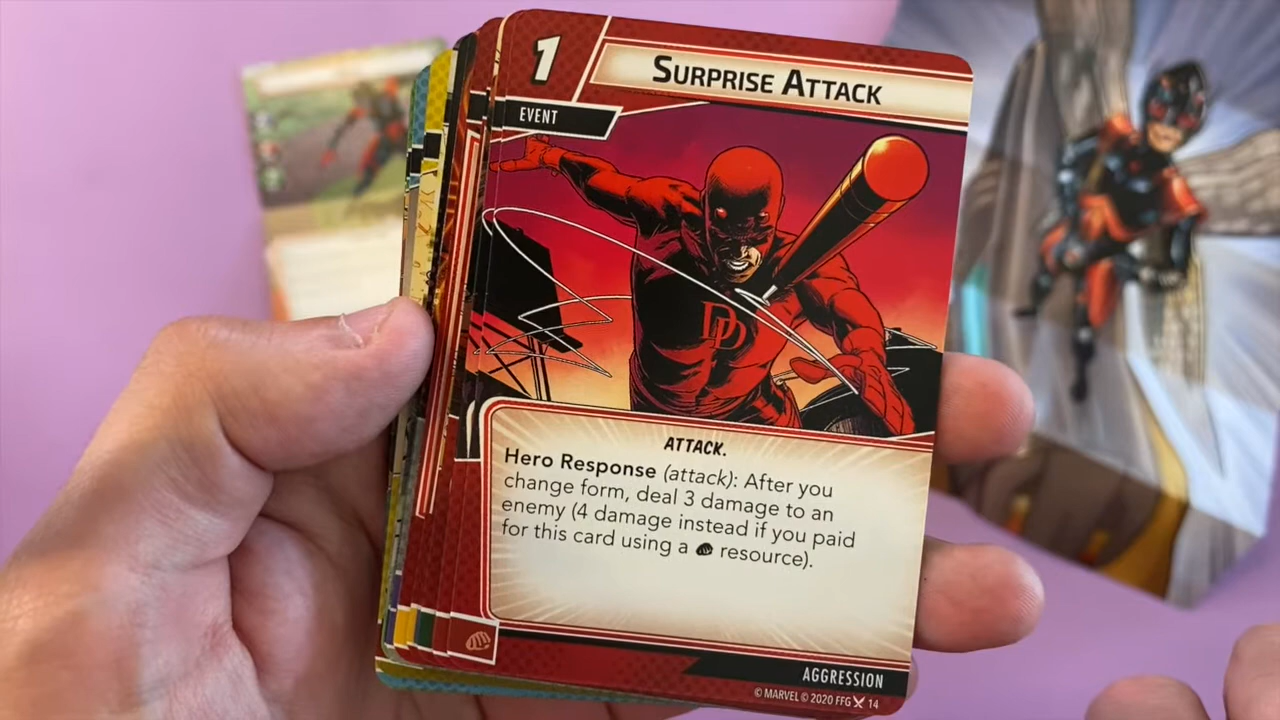 1
SURPRISE ATTACK
EVENT
DD
ATTACK.
Hero Response (attack): After you
change form, deal 3 damage to an
enemy (4 damage instead if you paid
for this card using a resource).
AGGRESSION
© MARVEL © 2020 FFG 14